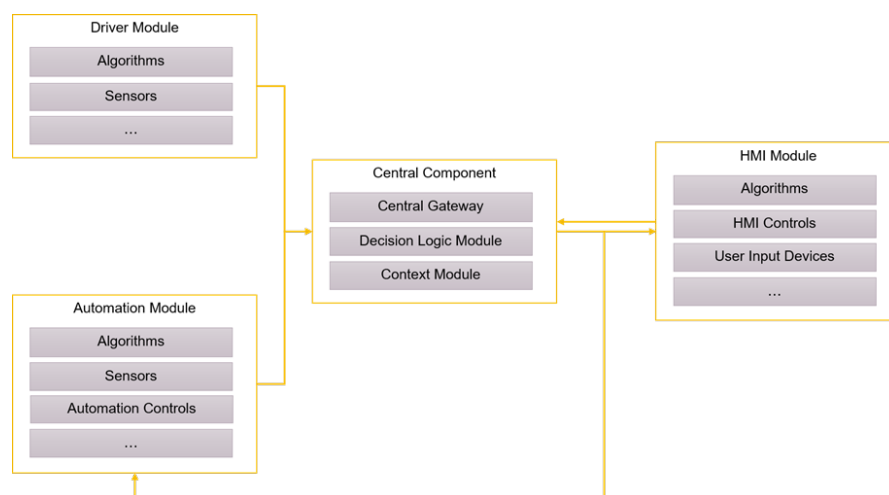 Driver Module
Algorithms
Sensors
...
Automation Module
Algorithms
Sensors
Automation Controls
...
Central Component
Central Gateway
Decision Logic Module
Context Module
HMI Module
Algorithms
HMI Controls
User Input Devices
...